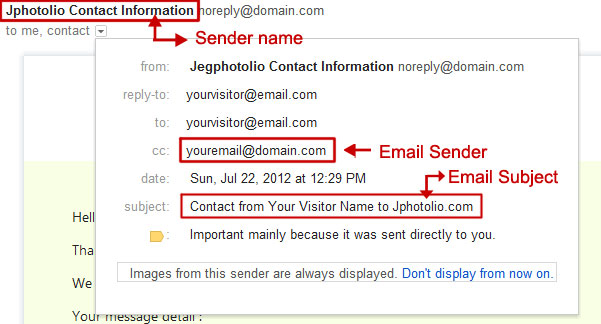 Jphotolio Contact Information noreply@domain.com
to me, contact
Sender name
from: Jegphotolio Contact Information noreply@domain.com
reply-to: yourvisitor@email.com
to: yourvisitor@email.com
cc: youremail@domain.com Email Sender
date: Sun, Jul 22, 2012 at 12:29 PM
Email Subject
subject: Contact from Your Visitor Name to Jphotolio.com
: Important mainly because it was sent directly to you.
Images from this sender are always displayed. Don't display from now on.
Hell
Tha
We
Your message detail :